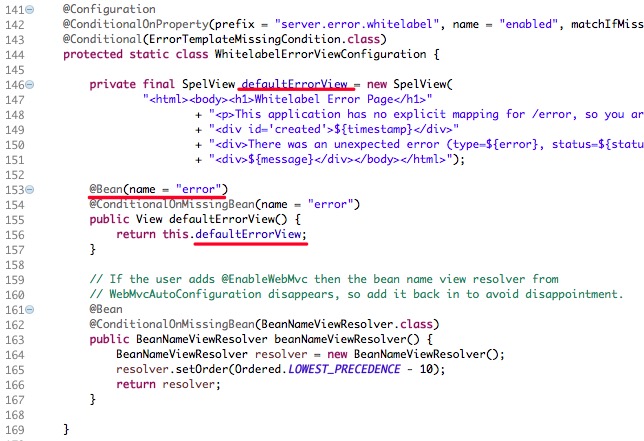 141 @Configuration
142 @ConditionalOnProperty(prefix = "server.error.whitelabel", name = "enabled", matchIfMiss
143 @Conditional(ErrorTemplateMissingCondition.class)
144 protected static class WhitelabelErrorViewConfiguration {
145
146 private final SpelView defaultErrorView = new SpelView(
147 "<html><body><h1>Whitelabel Error Page</h1>"
148 + "<p>This application has no explicit mapping for /error, so you ar
149 + "<div id='created'>${timestamp}</div>"
150 + "<div>There was an unexpected error (type=${error}, status=${statu
151 + "<div>${message}</div></body></html>");
152
153 @Bean(name = "error")
154 @ConditionalOnMissingBean(name = "error")
155 public View defaultErrorView() {
156 return this.defaultErrorView;
157 }
158
159 // If the user adds @EnableWebMvc then the bean name view resolver from
160 // WebMvcAutoConfiguration disappears, so add it back in to avoid disappointment.
161 @Bean
162 @ConditionalOnMissingBean(BeanNameViewResolver.class)
163 public BeanNameViewResolver beanNameViewResolver() {
164 BeanNameViewResolver resolver = new BeanNameViewResolver();
165 resolver.setOrder(Ordered.LOWEST_PRECEDENCE - 10);
166 return resolver;
167 }
168
169 }